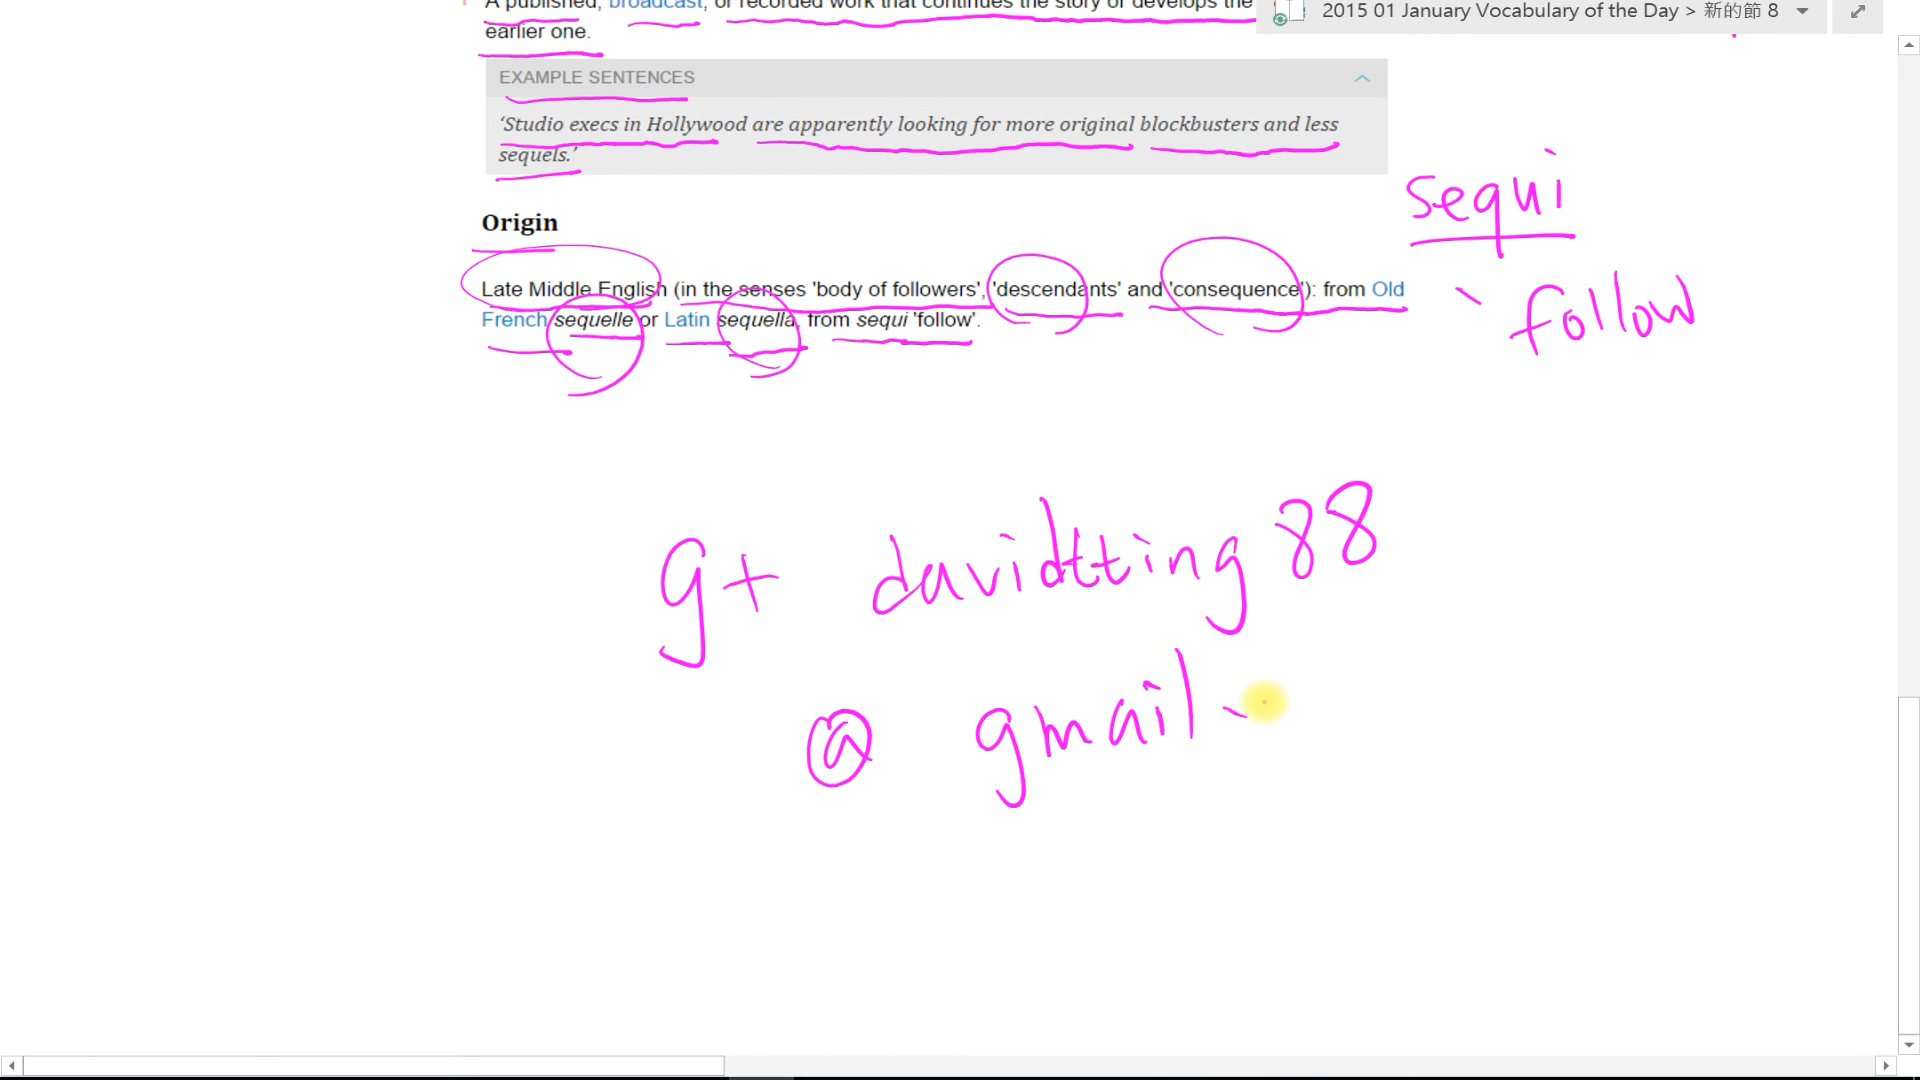 A published, broadcast, or recorded work that continues the story or develops the
2015 01 January Vocabulary of the Day > 新的節 8
earlier one.
EXAMPLE SENTENCES
‘Studio execs in Hollywood are apparently looking for more original blockbusters and less
sequels.’
sequi
Origin
Late Middle English (in the senses 'body of followers', 'descendants' and 'consequence'): from Old
French sequelle or Latin sequella, from sequi 'follow'.
follow
g+ davidtting88
@ gmail